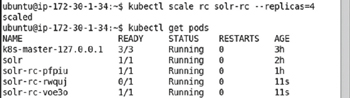 ubuntu@ip-172-30-1-34:~$ kubectl scale rc solr-rc --replicas=4
scaled
ubuntu@ip-172-30-1-34:~$ kubectl get pods
NAME READY STATUS RESTARTS AGE
k8s-master-127.0.0.1 3/3 Running 0 3h
solr 1/1 Running 0 2h
solr-rc-pfpiu 1/1 Running 0 1h
solr-rc-rwquj 0/1 Running 0 11s
solr-rc-voe3o 1/1 Running 0 11s